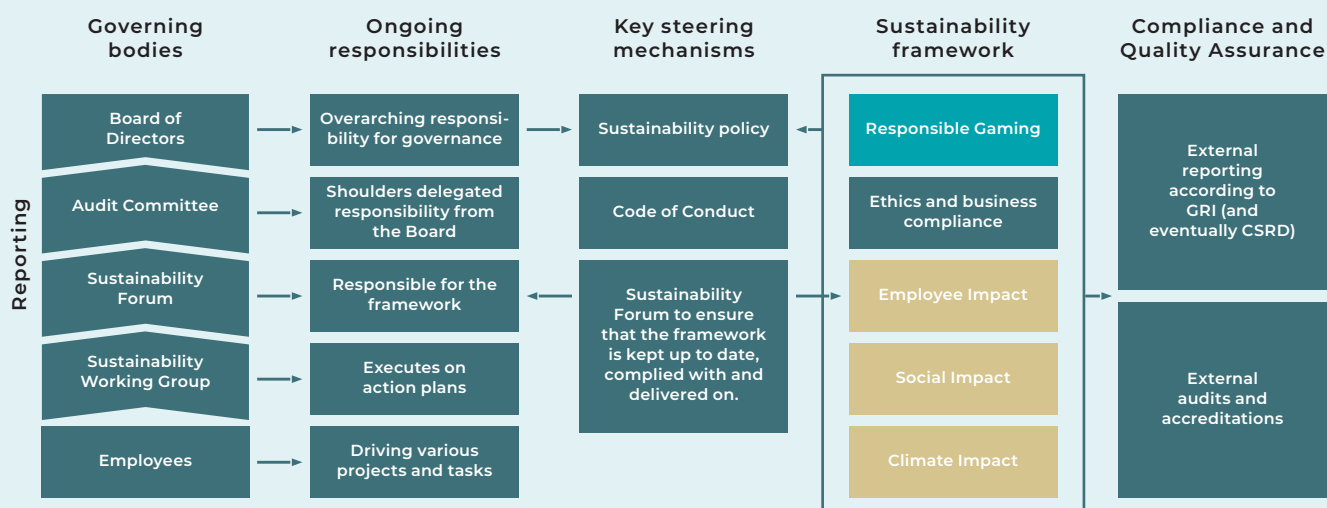 Governing
bodies
Ongoing
responsibilities
Key steering
mechanisms
Sustainability
framework
Compliance and
Quality Assurance
Reporting
Board of
Directors
Audit Committee
Sustainability
Forum
Sustainability
Working Group
Employees
Overarching responsi-
bility for governance
Shoulders delegated
responsibility from
the Board
Responsible for the
framework
Executes on
action plans
Driving various
projects and tasks
Sustainability policy
Code of Conduct
Sustainability
Forum to ensure
that the framework
is kept up to date,
complied with and
delivered on.
Responsible Gaming
Ethics and business
compliance
Employee Impact
Social Impact
Climate Impact
External
reporting
according to
GRI (and
eventually CSRD)
External
audits and
accreditations